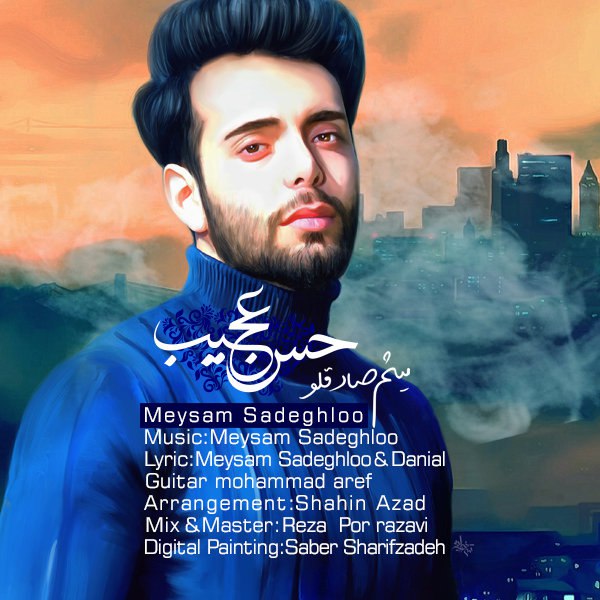 حس عجیب
میثم صادقلو
Meysam Sadeghloo
Music:Meysam Sadeghloo
Lyric:Meysam Sadeghloo & Danial
Guitar mohammad aref
Arrangement:Shahin Azad
Mix & Master: Reza Por razavi
Digital Painting:Saber Sharifzadeh